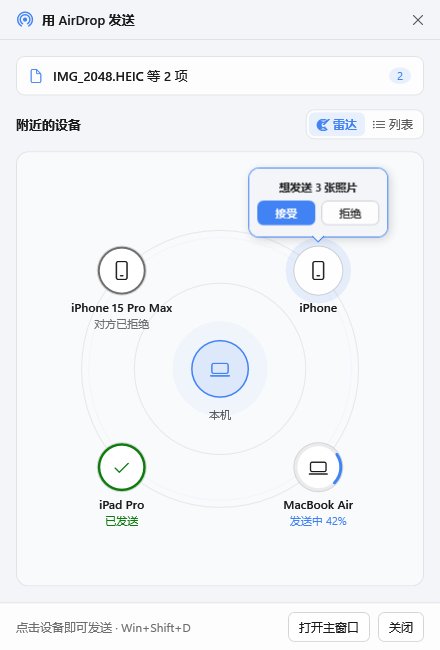 用 AirDrop 发送
IMG_2048.HEIC 等 2 项
2
附近的设备
雷达
列表
想发送 3 张照片
接受
拒绝
iPhone 15 Pro Max
对方已拒绝
iPhone
本机
iPad Pro
已发送
MacBook Air
发送中 42%
点击设备即可发送 · Win+Shift+D
打开主窗口
关闭